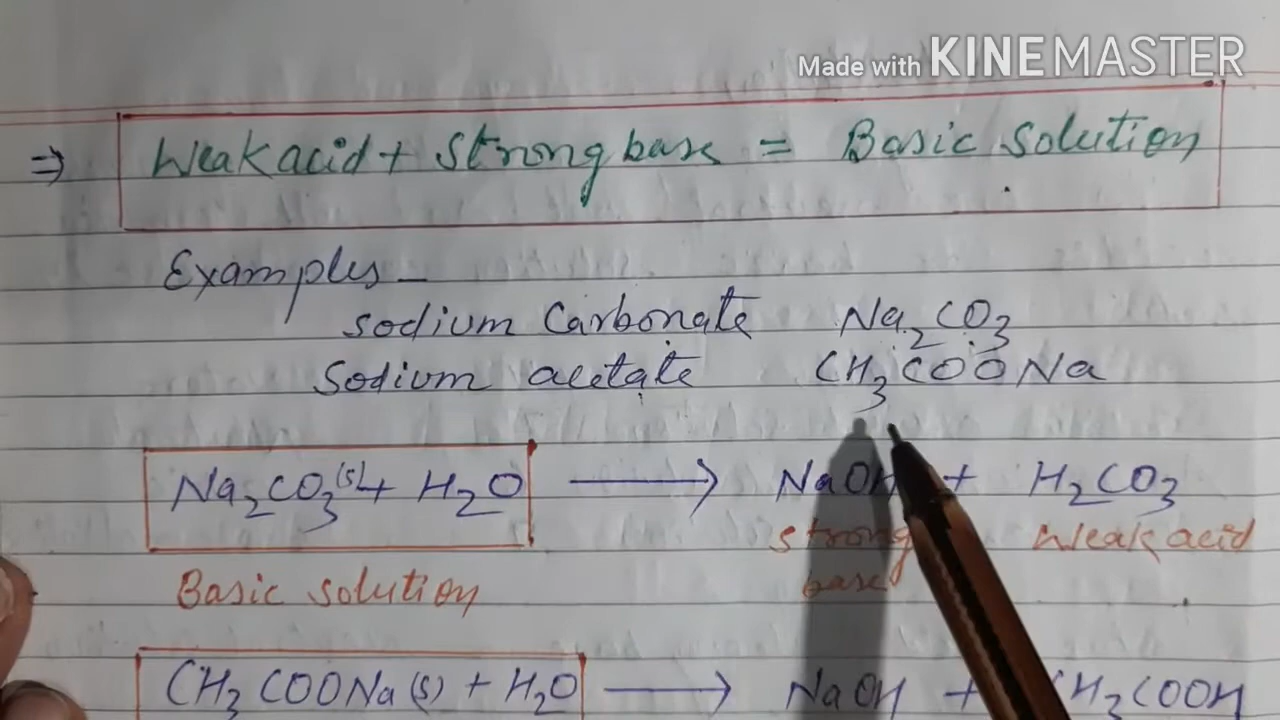 Made with KINEMASTER
⇒ Weak acid + Strong base = Basic Solution
Examples -
sodium Carbonate Na₂CO₃
Sodium acetate CH₃COONa
Na₂CO₃(s) + H₂O → NaOH + H₂CO₃
strong base weak acid
Basic solution
CH₃COONa(s) + H₂O → NaOH + CH₃COOH